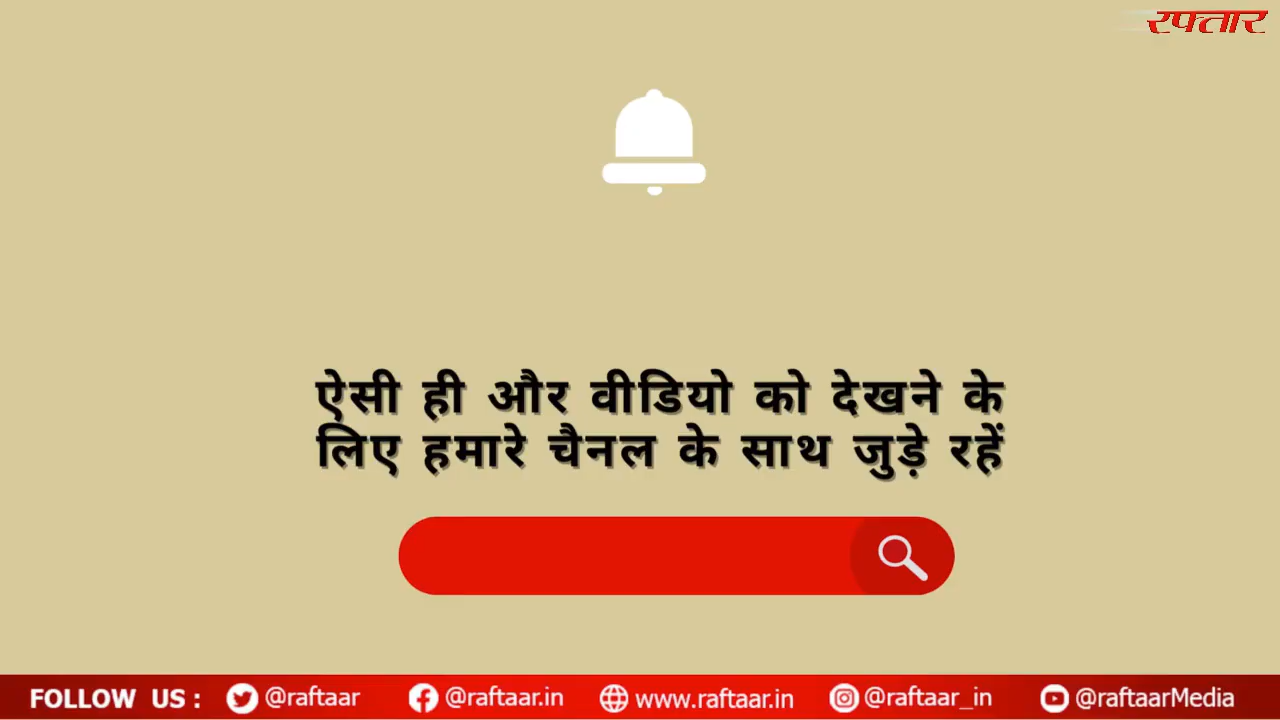 रफ्तार
ऐसी ही और वीडियो को देखने के
लिए हमारे चैनल के साथ जुड़े रहें
FOLLOW US : @raftaar @raftaar.in www.raftaar.in @raftaar_in @raftaarMedia